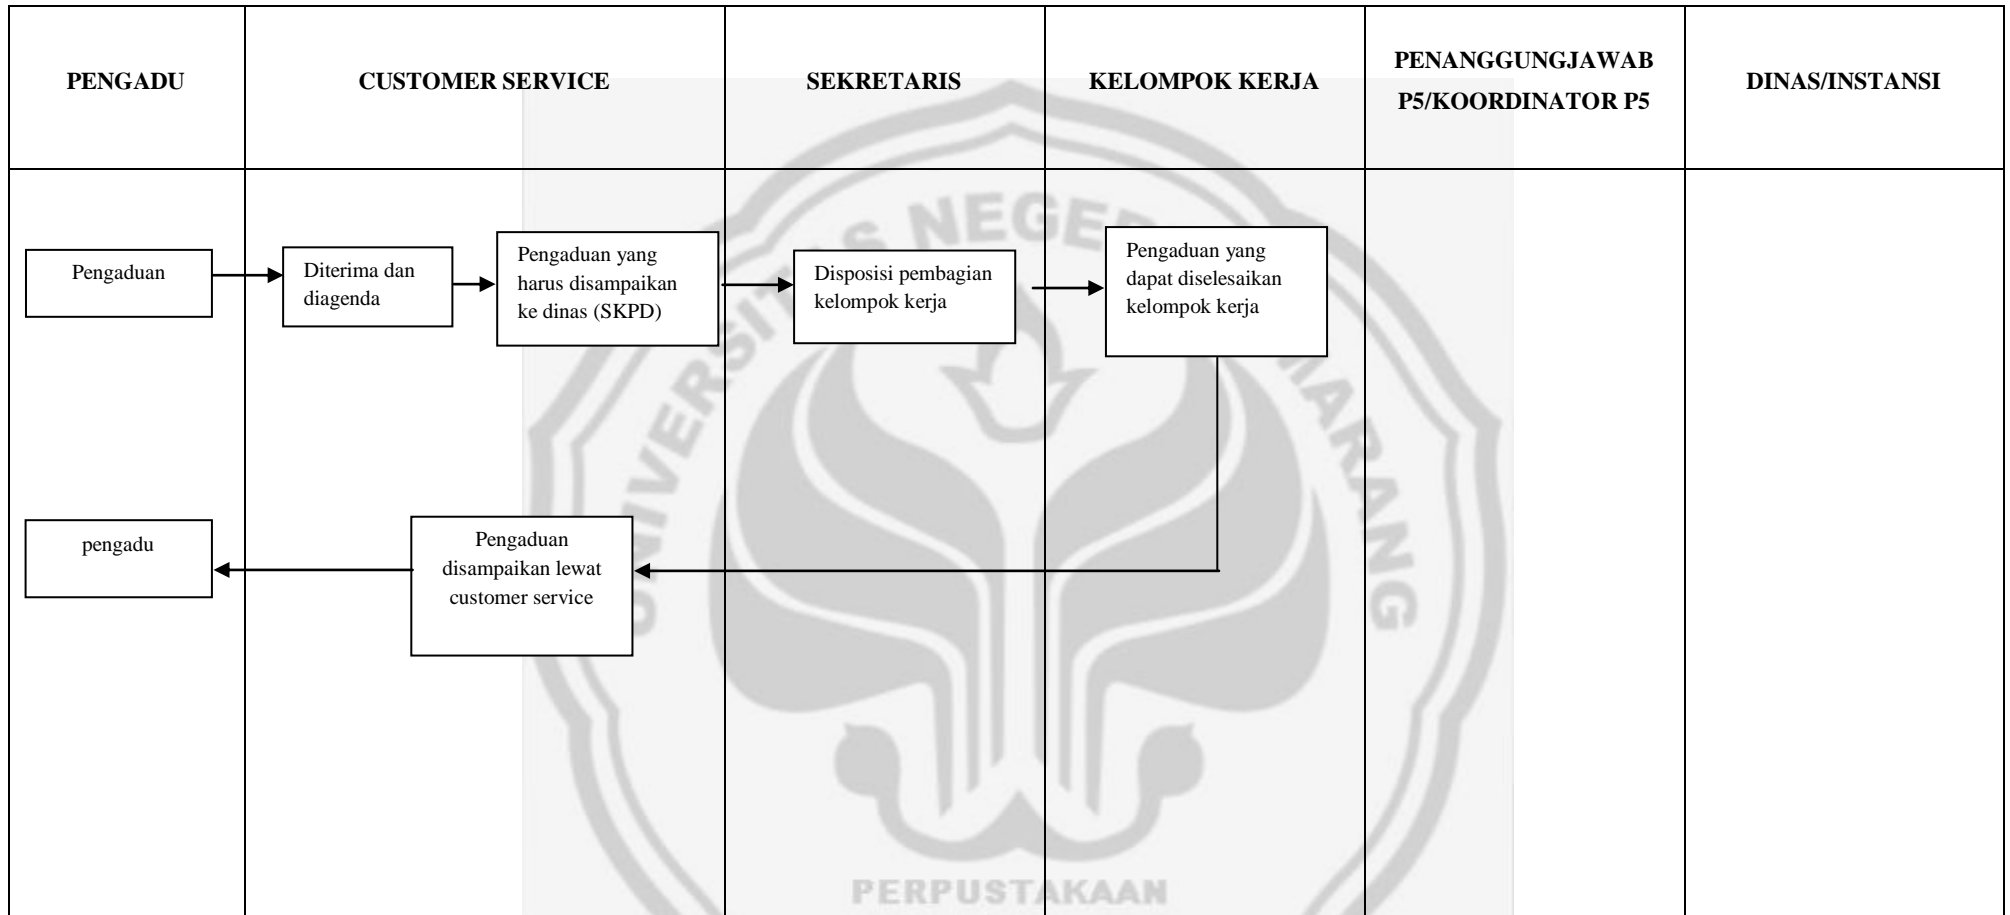 PENGADU
CUSTOMER SERVICE
SEKRETARIS
KELOMPOK KERJA
PENANGGUNGJAWAB
P5/KOORDINATOR P5
DINAS/INSTANSI
Pengaduan
Diterima dan
diagenda
Pengaduan yang
harus disampaikan
ke dinas (SKPD)
Disposisi pembagian
kelompok kerja
Pengaduan yang
dapat diselesaikan
kelompok kerja
pengadu
Pengaduan
disampaikan lewat
customer service
PERPUSTAKAAN